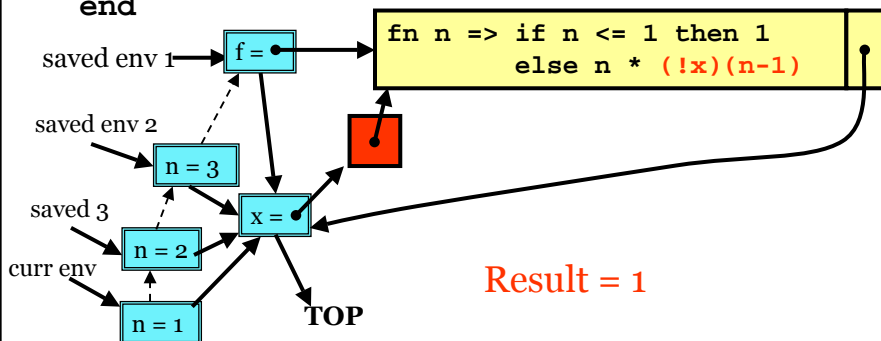 end
saved env 1
f =
fn n => if n <= 1 then 1
else n * (!x)(n-1)
saved env 2
n = 3
saved 3
x =
n = 2
curr env
Result = 1
n = 1
TOP